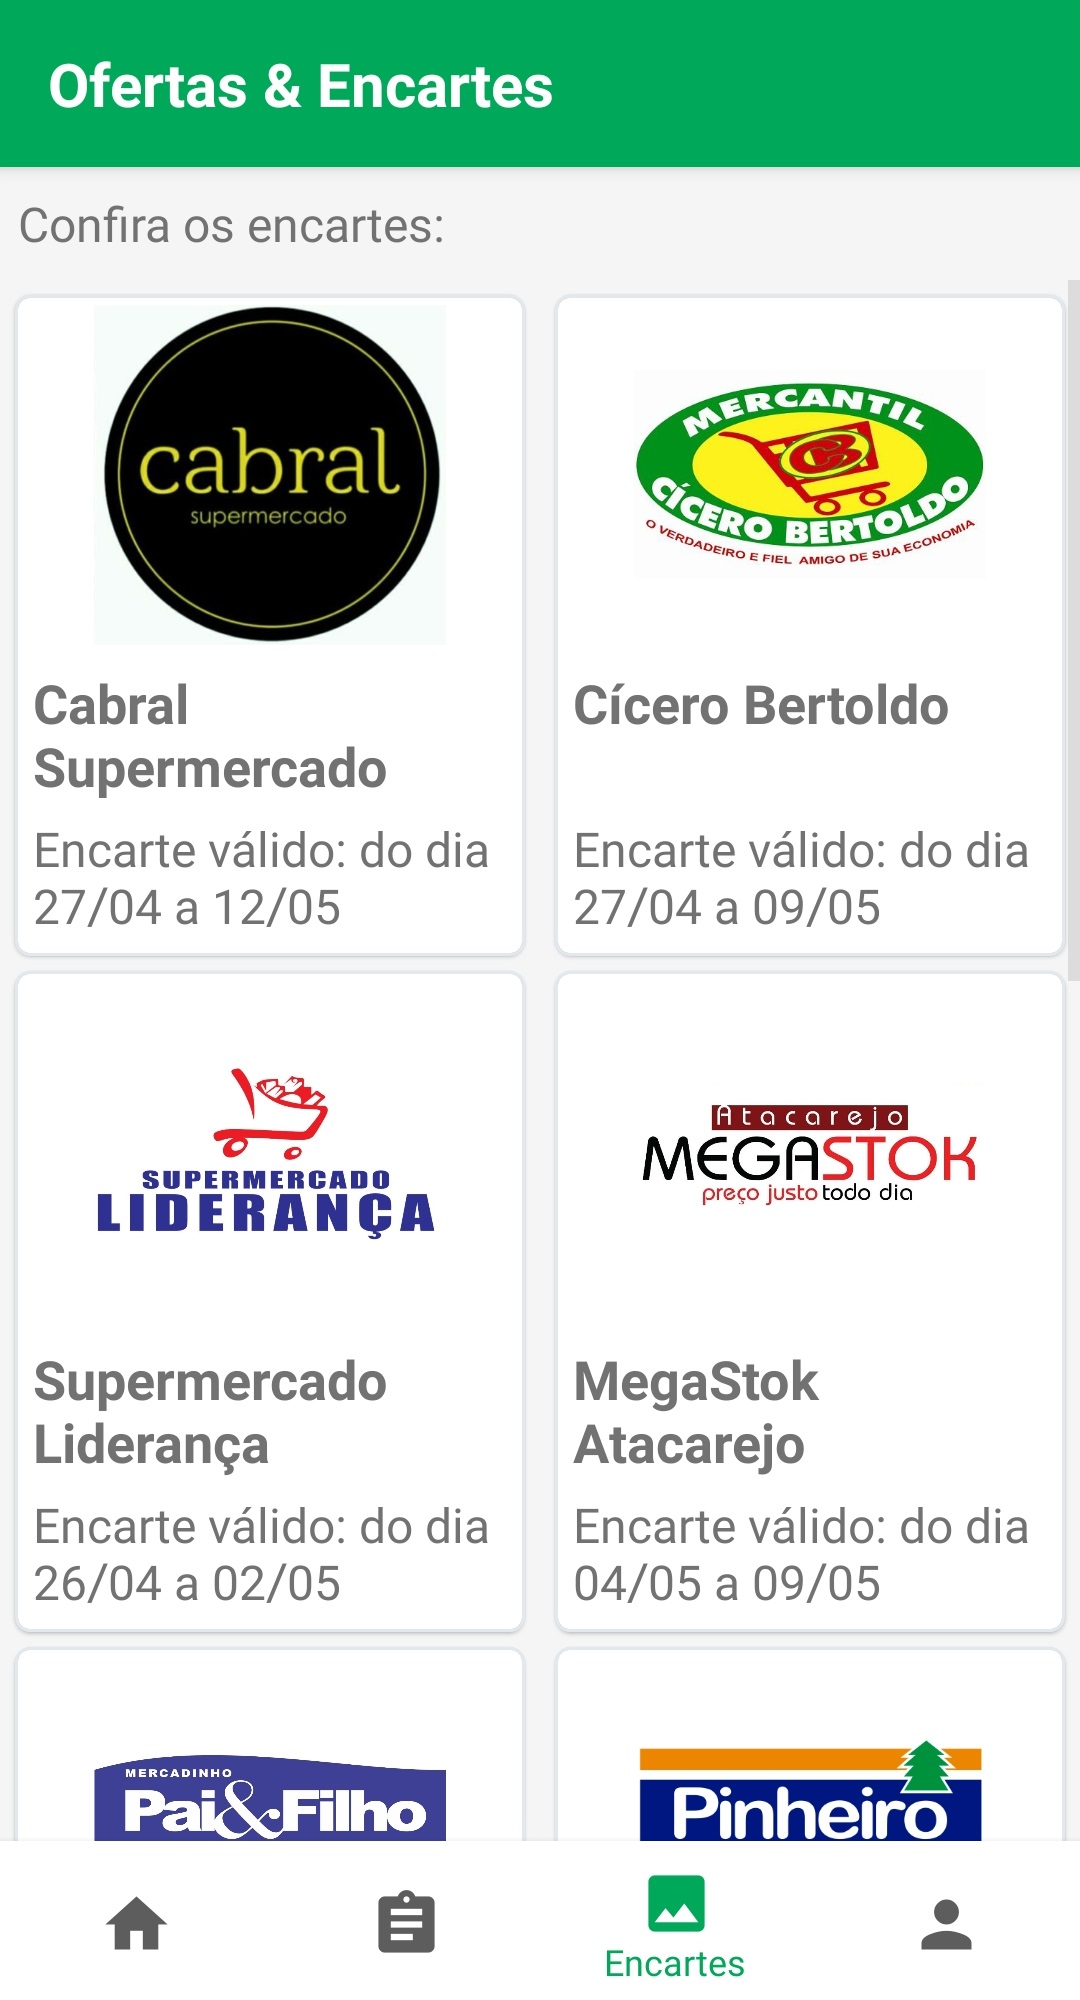 Ofertas & Encartes
Confira os encartes:
cabral
supermercado
Cabral
Supermercado
Encarte válido: do dia
27/04 a 12/05
MERCANTIL
CB
CÍCERO BERTOLDO
O VERDADEIRO E FIEL AMIGO DE SUA ECONOMIA
Cícero Bertoldo
Encarte válido: do dia
27/04 a 09/05
SUPERMERCADO
LIDERANÇA
Supermercado
Liderança
Encarte válido: do dia
26/04 a 02/05
Atacarejo
MEGASTOK
preço justo todo dia
MegaStok
Atacarejo
Encarte válido: do dia
04/05 a 09/05
MERCADINHO
Pai&Filho
Pinheiro
Encartes